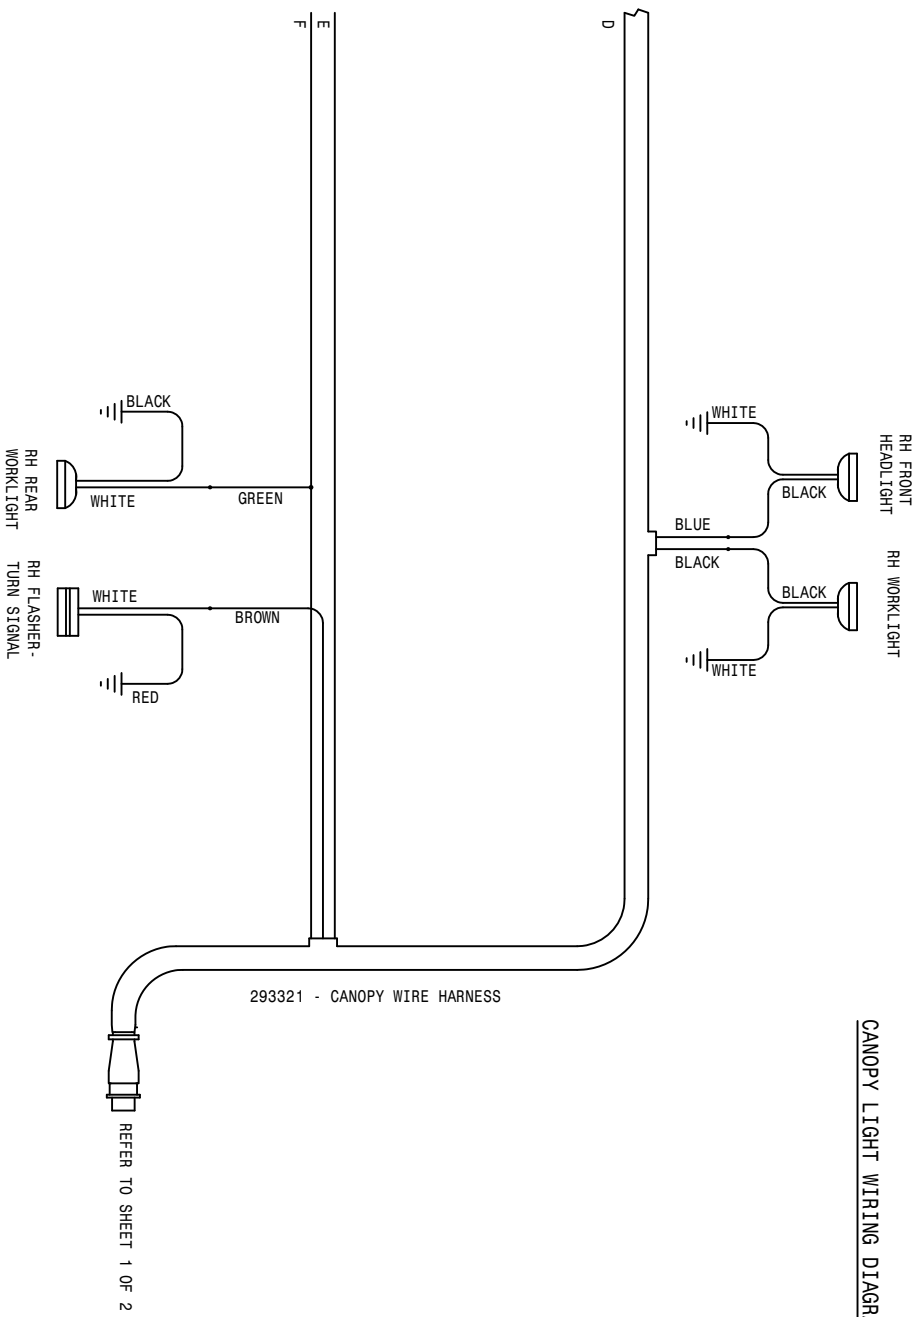 F
E
D
BLACK
WHITE
GREEN
RH REAR
WORKLIGHT
WHITE
BROWN
RED
RH FLASHER-
TURN SIGNAL
WHITE
BLACK
RH FRONT
HEADLIGHT
BLUE
BLACK
BLACK
WHITE
RH WORKLIGHT
293321 - CANOPY WIRE HARNESS
REFER TO SHEET 1 OF 2
CANOPY LIGHT WIRING DIAGR